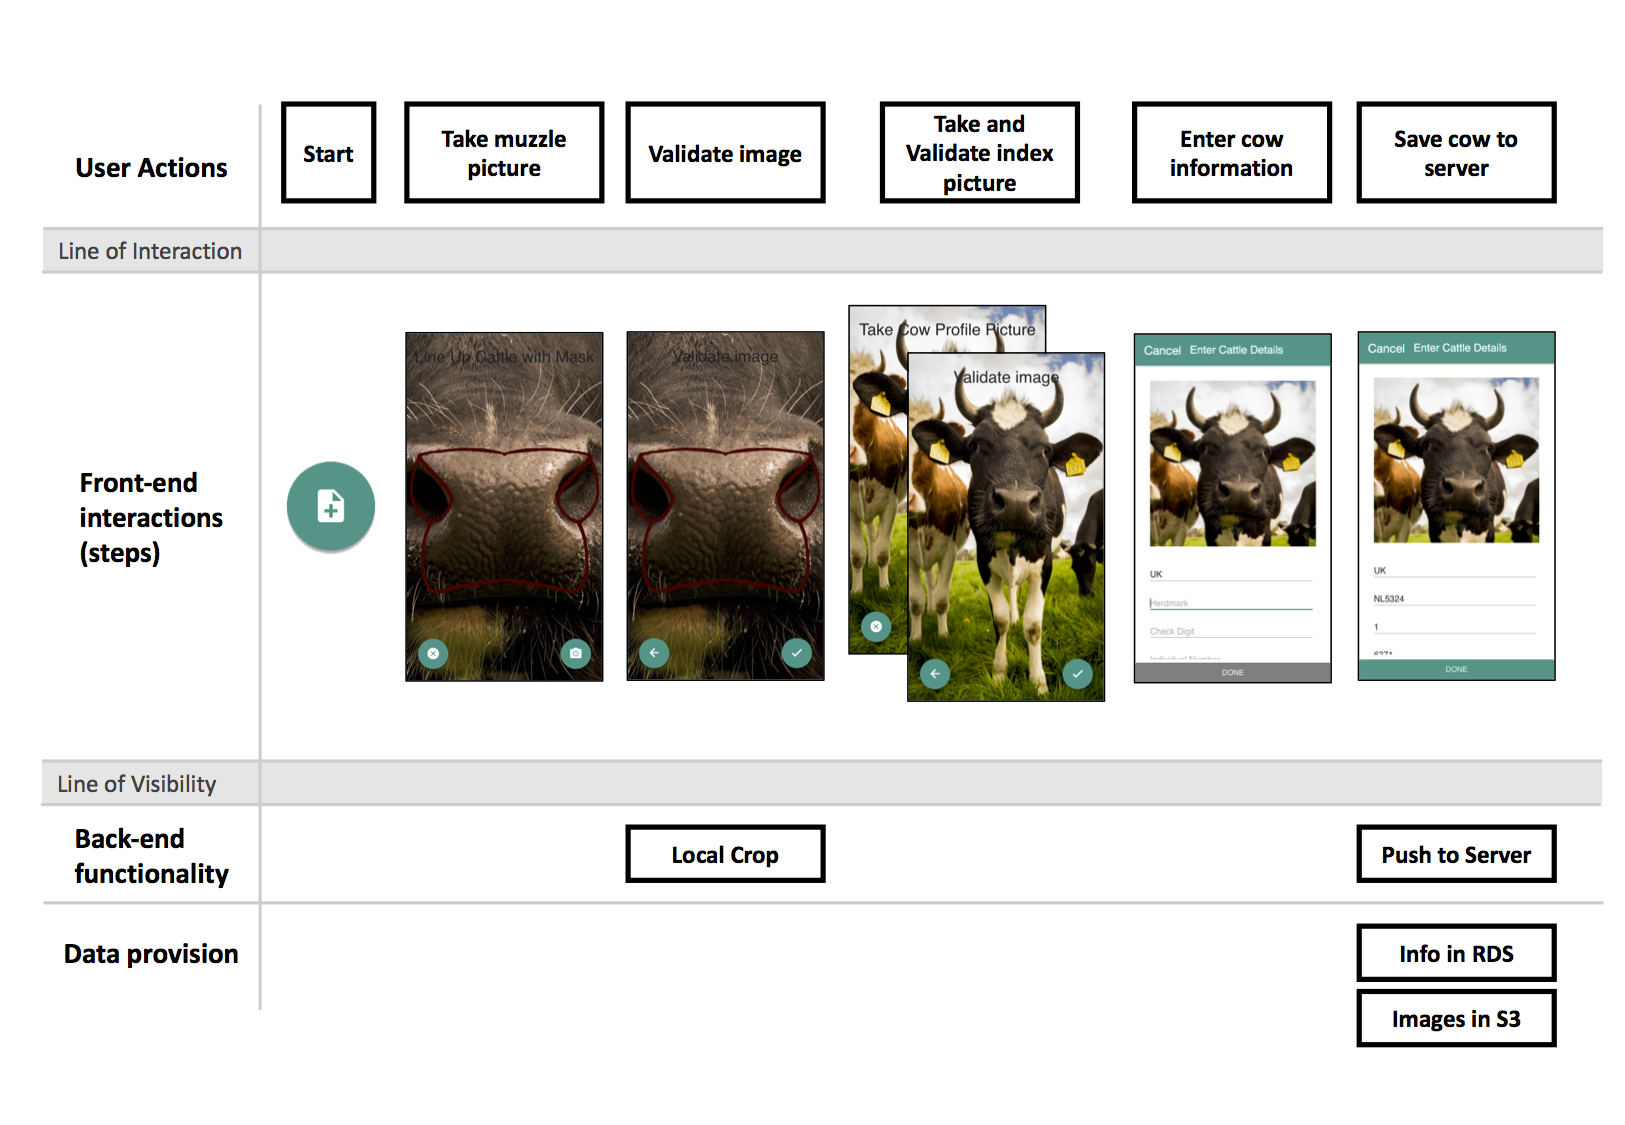 User Actions
Start
Take muzzle
picture
Validate image
Take and
Validate index
picture
Enter cow
information
Save cow to
server
Line of Interaction
Front-end
interactions
(steps)
Line Up Cattle with Mask
Validate image
Take Cow Profile Picture
Validate image
Cancel Enter Cattle Details
UK
Herdmark
Check Digit
Individual Number
DONE
Cancel Enter Cattle Details
UK
NL5324
1
6271
DONE
Line of Visibility
Back-end
functionality
Local Crop
Push to Server
Data provision
Info in RDS
Images in S3